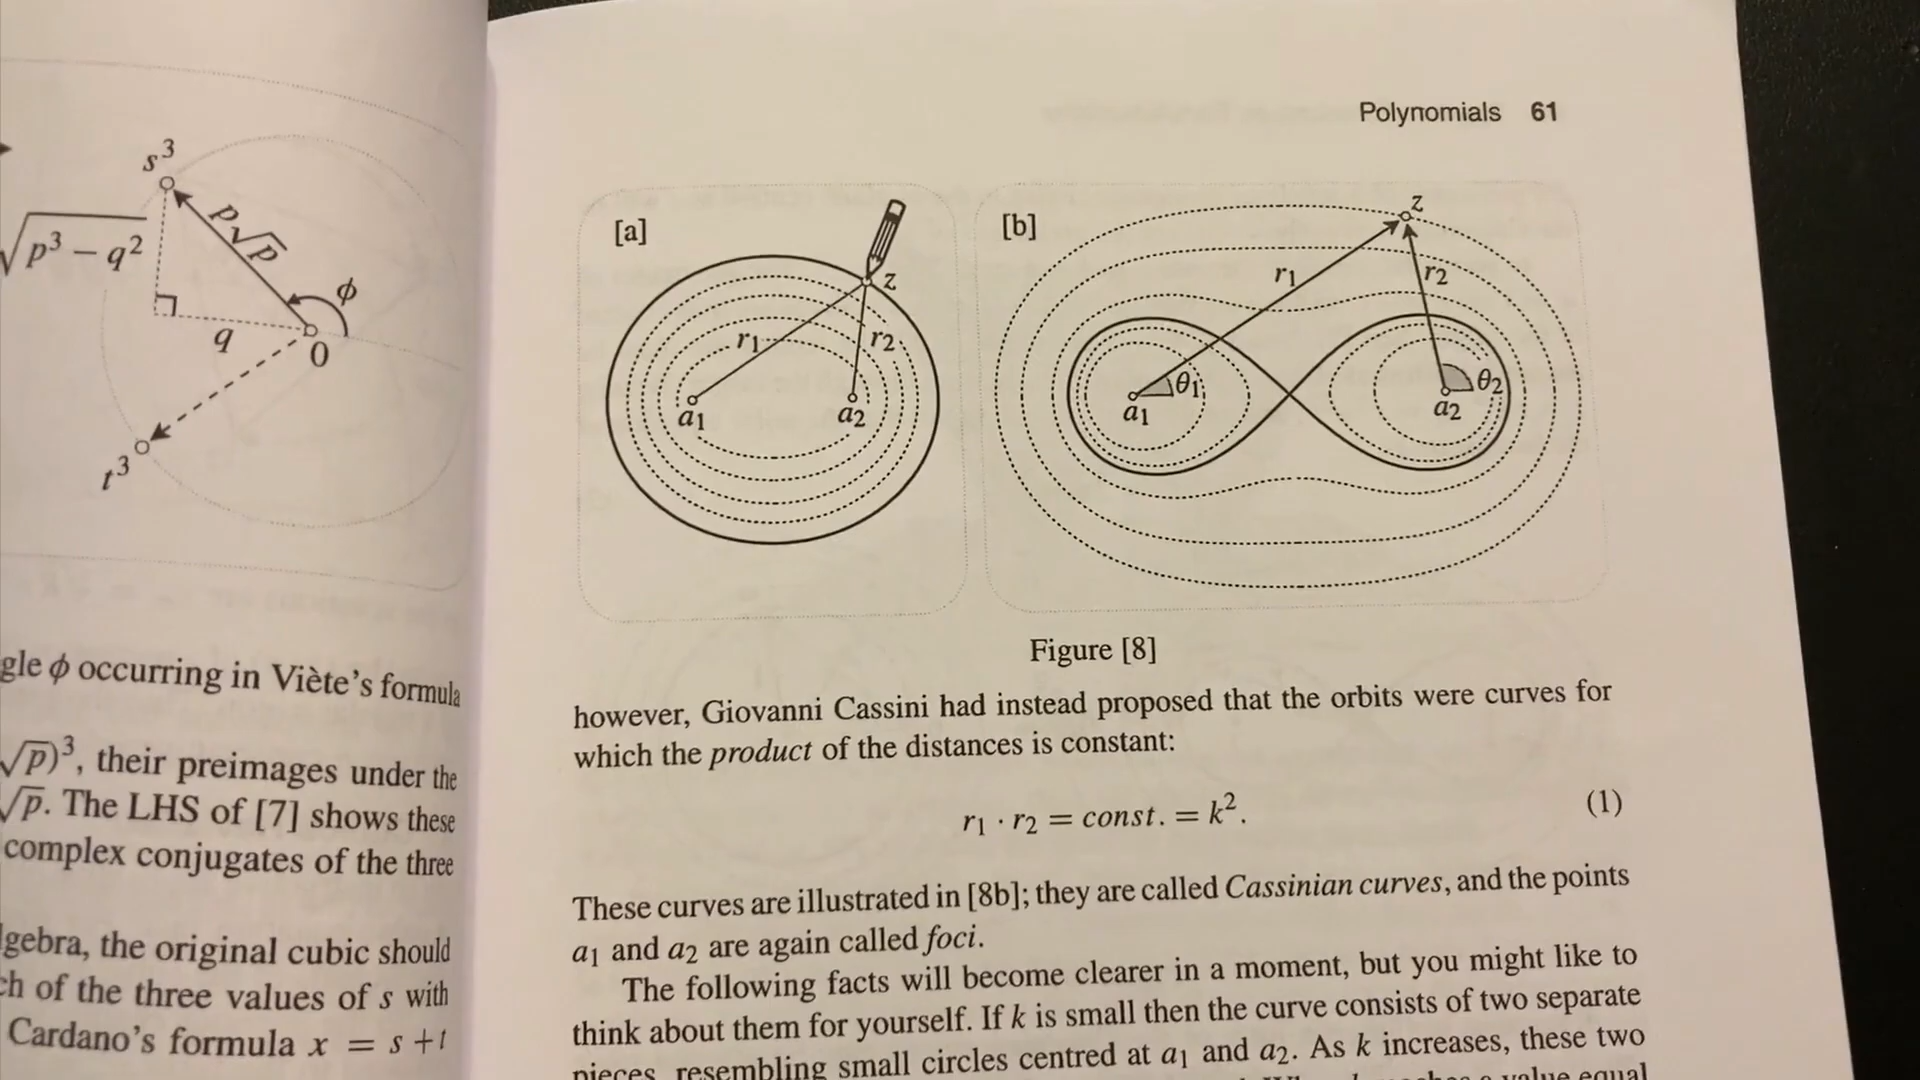 s³
p√p
√p³ − q²
ϕ
q
0
t³
gle ϕ occurring in Viète's formula
√p)³, their preimages under the
√p. The LHS of [7] shows these
complex conjugates of the three
gebra, the original cubic should
ch of the three values of s with
Cardano's formula x = s + t
Polynomials 61
[a]
z
r₁
r₂
a₁
a₂
[b]
z
r₁
r₂
θ₁
θ₂
a₁
a₂
Figure [8]
however, Giovanni Cassini had instead proposed that the orbits were curves for
which the product of the distances is constant:
r₁ · r₂ = const. = k². (1)
These curves are illustrated in [8b]; they are called Cassinian curves, and the points
a₁ and a₂ are again called foci.
The following facts will become clearer in a moment, but you might like to
think about them for yourself. If k is small then the curve consists of two separate
pieces, resembling small circles centred at a₁ and a₂. As k increases, these two
a value equal